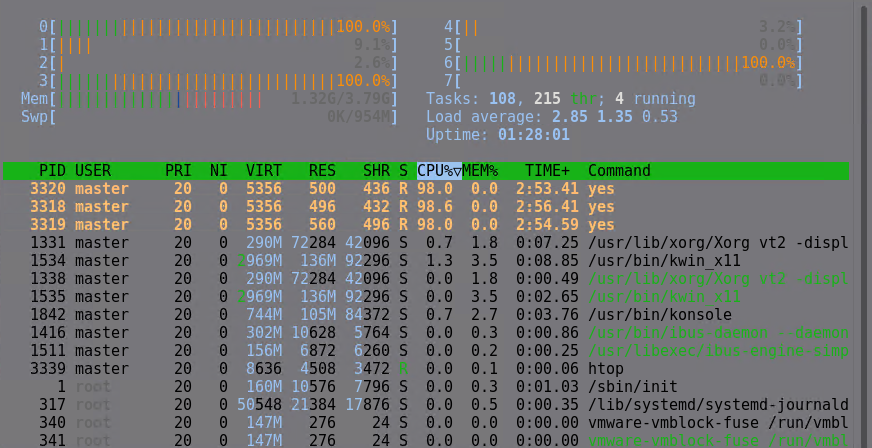 0[100.0%] 4[3.2%]
1[9.1%] 5[0.0%]
2[2.6%] 6[100.0%]
3[100.0%] 7[0.0%]
Mem[1.32G/3.79G] Tasks: 108, 215 thr; 4 running
Swp[0K/954M] Load average: 2.85 1.35 0.53
Uptime: 01:28:01
PID USER PRI NI VIRT RES SHR S CPU%▽MEM% TIME+ Command
3320 master 20 0 5356 500 436 R 98.0 0.0 2:53.41 yes
3318 master 20 0 5356 496 432 R 98.6 0.0 2:56.41 yes
3319 master 20 0 5356 560 496 R 98.0 0.0 2:54.59 yes
1331 master 20 0 290M 72284 42096 S 0.7 1.8 0:07.25 /usr/lib/xorg/Xorg vt2 -displ
1534 master 20 0 2969M 136M 92296 S 1.3 3.5 0:08.85 /usr/bin/kwin_x11
1338 master 20 0 290M 72284 42096 S 0.0 1.8 0:00.49 /usr/lib/xorg/Xorg vt2 -displ
1535 master 20 0 2969M 136M 92296 S 0.0 3.5 0:02.65 /usr/bin/kwin_x11
1842 master 20 0 744M 105M 84372 S 0.7 2.7 0:03.76 /usr/bin/konsole
1416 master 20 0 302M 10628 5764 S 0.0 0.3 0:00.86 /usr/bin/ibus-daemon --daemon
1511 master 20 0 156M 6872 6260 S 0.0 0.2 0:00.25 /usr/libexec/ibus-engine-simp
3339 master 20 0 8636 4508 3472 R 0.0 0.1 0:00.06 htop
1 root 20 0 160M 10576 7796 S 0.0 0.3 0:01.03 /sbin/init
317 root 20 0 50548 21384 17876 S 0.0 0.5 0:00.35 /lib/systemd/systemd-journald
340 root 20 0 147M 276 24 S 0.0 0.0 0:00.00 vmware-vmblock-fuse /run/vmbl
341 root 20 0 147M 276 24 S 0.0 0.0 0:00.00 vmware-vmblock-fuse /run/vmbl